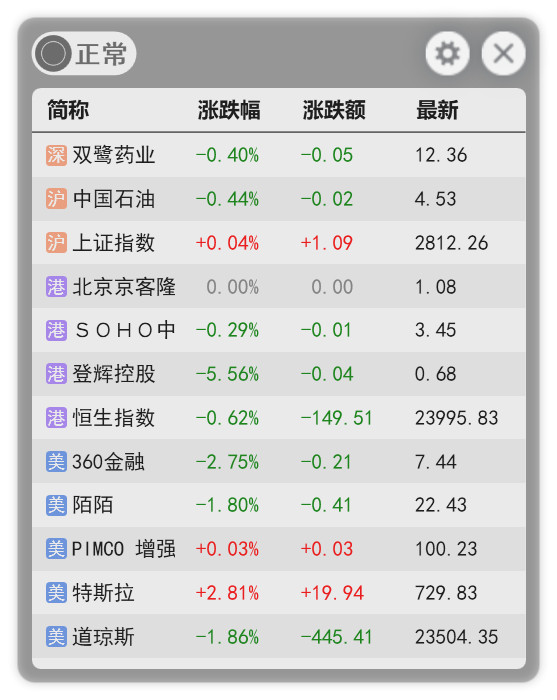 正常
简称 涨跌幅 涨跌额 最新
深 双鹭药业 -0.40% -0.05 12.36
沪 中国石油 -0.44% -0.02 4.53
沪 上证指数 +0.04% +1.09 2812.26
港 北京京客隆 0.00% 0.00 1.08
港 ＳＯＨＯ中 -0.29% -0.01 3.45
港 登辉控股 -5.56% -0.04 0.68
港 恒生指数 -0.62% -149.51 23995.83
美 360金融 -2.75% -0.21 7.44
美 陌陌 -1.80% -0.41 22.43
美 PIMCO 增强 +0.03% +0.03 100.23
美 特斯拉 +2.81% +19.94 729.83
美 道琼斯 -1.86% -445.41 23504.35